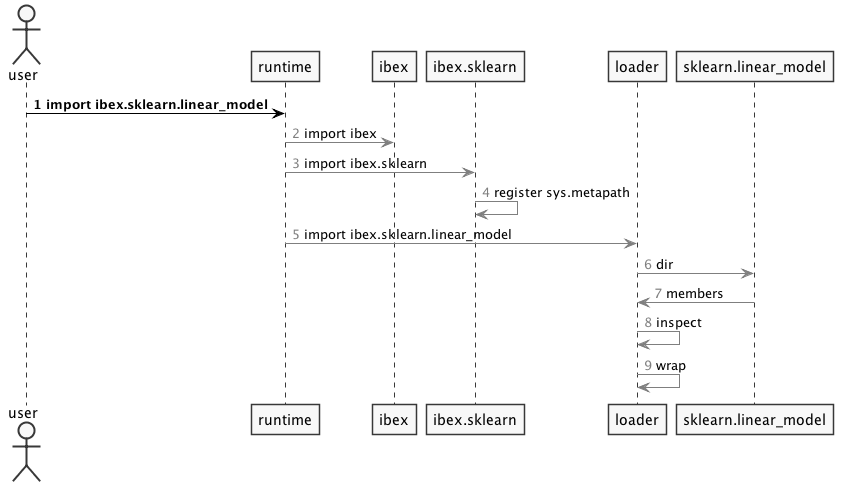 user
runtime
ibex
ibex.sklearn
loader
sklearn.linear_model
1 import ibex.sklearn.linear_model
2 import ibex
3 import ibex.sklearn
4 register sys.metapath
5 import ibex.sklearn.linear_model
6 dir
7 members
8 inspect
9 wrap
user
runtime
ibex
ibex.sklearn
loader
sklearn.linear_model